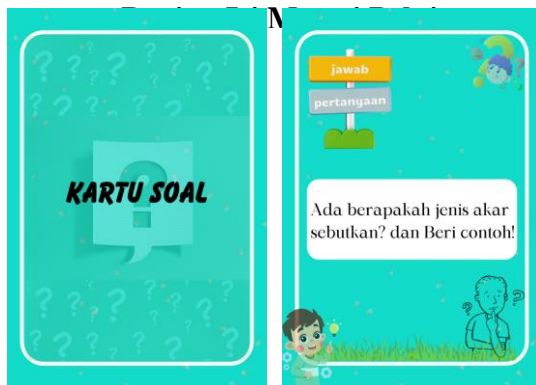 KARTU SOAL
jawab
pertanyaan
Ada berapakah jenis akar
sebutkan? dan Beri contoh!